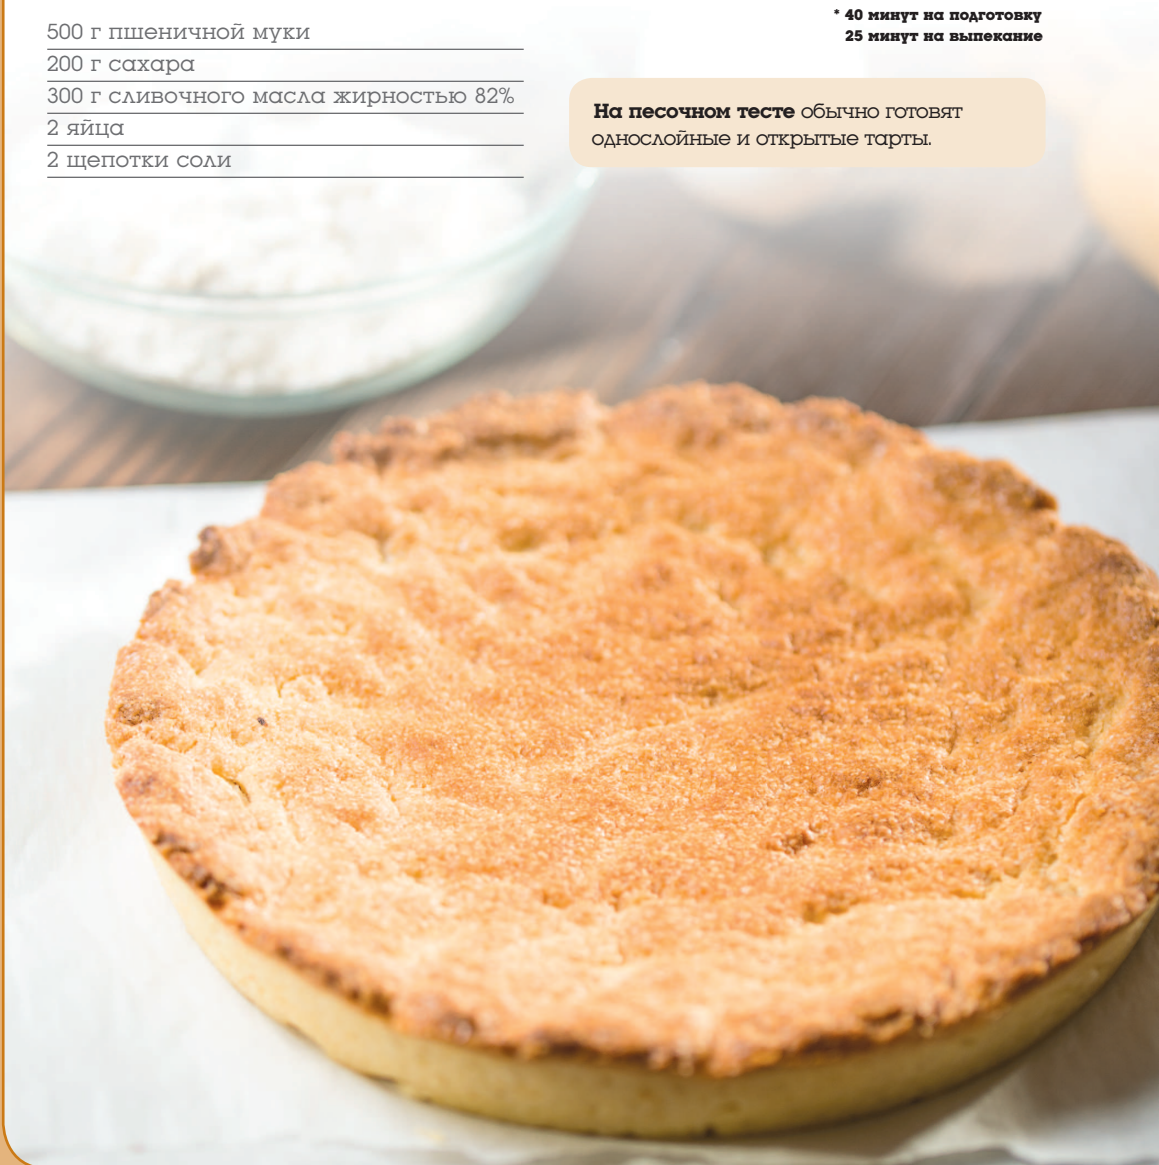 500 г пшеничной муки
200 г сахара
300 г сливочного масла жирностью 82%
2 яйца
2 щепотки соли
* 40 минут на подготовку
25 минут на выпекание
На песочном тесте обычно готовят
однослойные и открытые тарты.